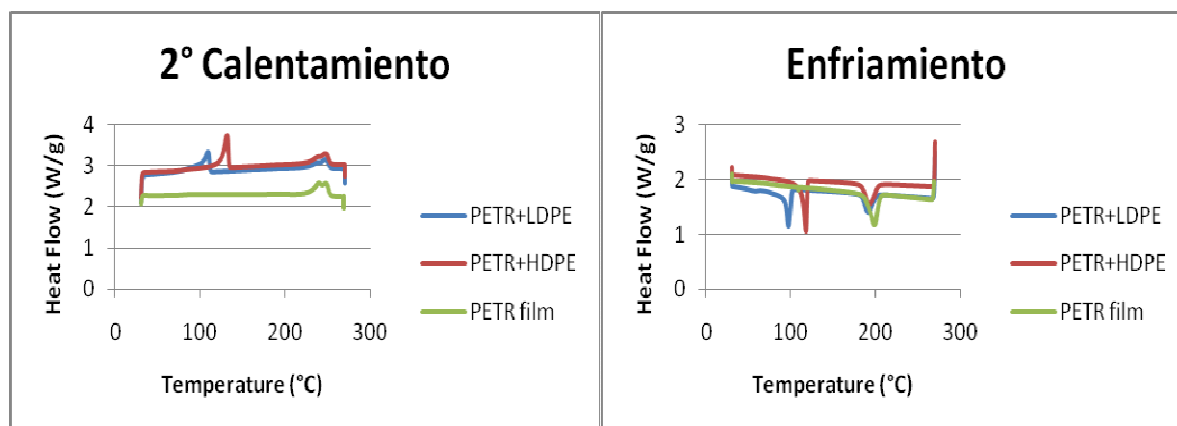 2° Calentamiento
Heat Flow (W/g)
4
3
2
1
0
0
100
200
300
Temperature (°C)
PETR+LDPE
PETR+HDPE
PETR film
Enfriamiento
Heat Flow (W/g)
3
2
1
0
0
100
200
300
Temperature (°C)
PETR+LDPE
PETR+HDPE
PETR film